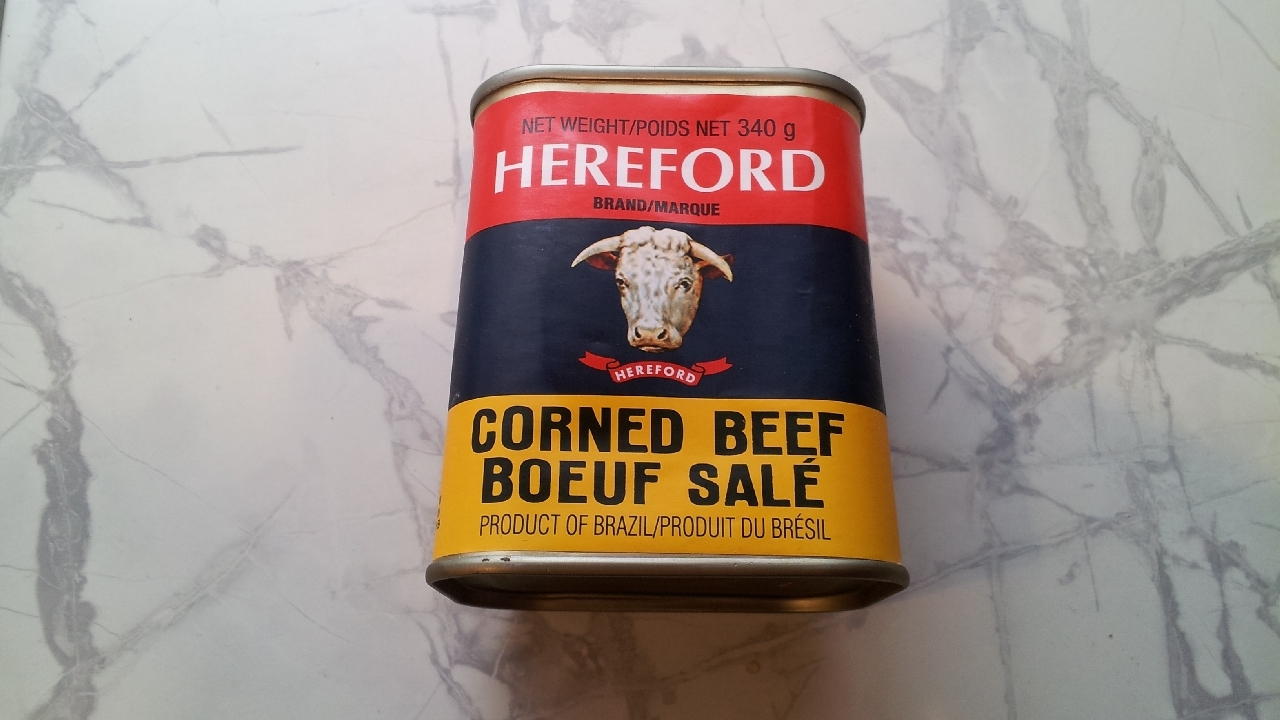 NET WEIGHT/POIDS NET 340 g
HEREFORD
BRAND/MARQUE
HEREFORD
CORNED BEEF
BOEUF SALÉ
PRODUCT OF BRAZIL/PRODUIT DU BRÉSIL